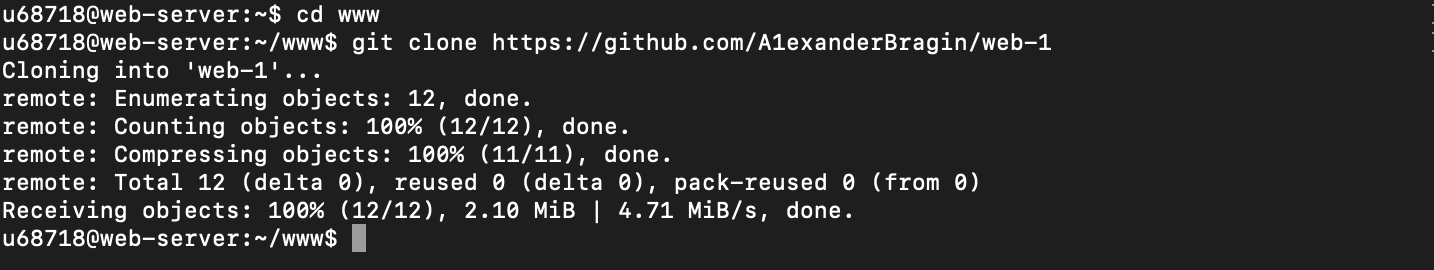 u68718@web-server:~$ cd www
u68718@web-server:~/www$ git clone https://github.com/A1exanderBragin/web-1
Cloning into 'web-1'...
remote: Enumerating objects: 12, done.
remote: Counting objects: 100% (12/12), done.
remote: Compressing objects: 100% (11/11), done.
remote: Total 12 (delta 0), reused 0 (delta 0), pack-reused 0 (from 0)
Receiving objects: 100% (12/12), 2.10 MiB | 4.71 MiB/s, done.
u68718@web-server:~/www$